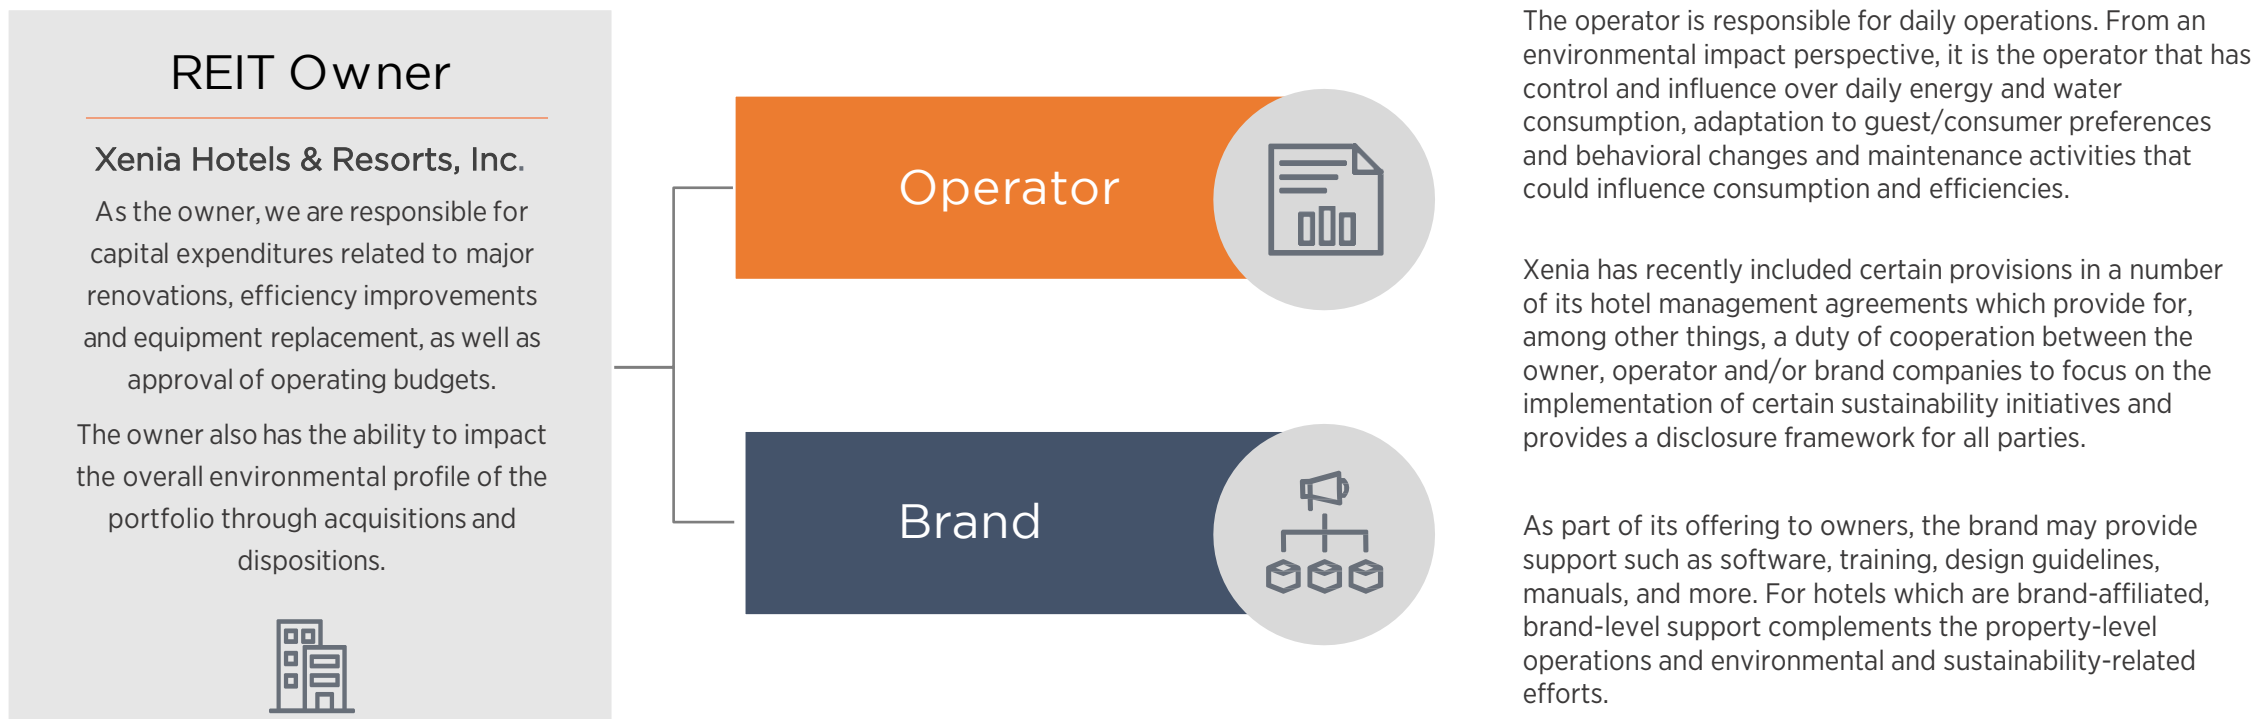 REIT Owner
Xenia Hotels & Resorts, Inc.
As the owner, we are responsible for
capital expenditures related to major
renovations, efficiency improvements
and equipment replacement, as well as
approval of operating budgets.
The owner also has the ability to impact
the overall environmental profile of the
portfolio through acquisitions and
dispositions.
Operator
Brand
The operator is responsible for daily operations. From an
environmental impact perspective, it is the operator that has
control and influence over daily energy and water
consumption, adaptation to guest/consumer preferences
and behavioral changes and maintenance activities that
could influence consumption and efficiencies.
Xenia has recently included certain provisions in a number
of its hotel management agreements which provide for,
among other things, a duty of cooperation between the
owner, operator and/or brand companies to focus on the
implementation of certain sustainability initiatives and
provides a disclosure framework for all parties.
As part of its offering to owners, the brand may provide
support such as software, training, design guidelines,
manuals, and more. For hotels which are brand-affiliated,
brand-level support complements the property-level
operations and environmental and sustainability-related
efforts.